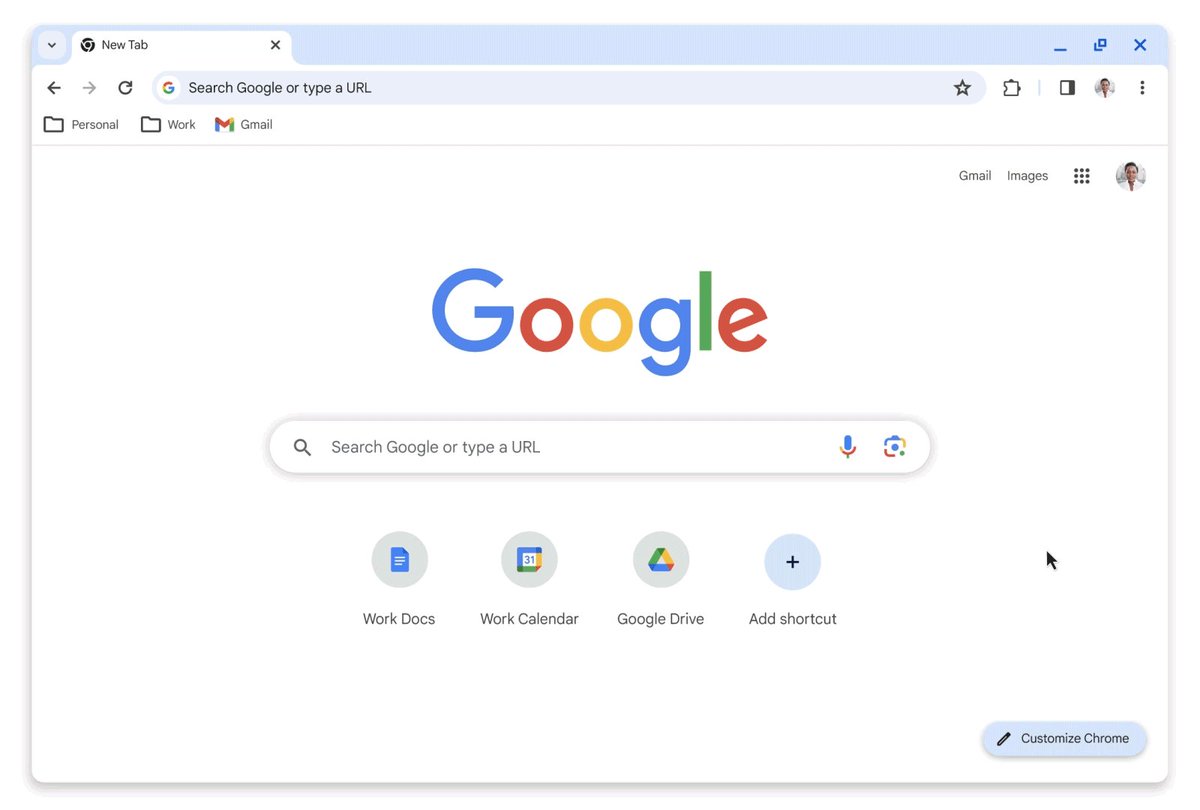 New Tab
Search Google or type a URL
Personal Work Gmail
Gmail Images
Google
Search Google or type a URL
31
Work Docs Work Calendar Google Drive Add shortcut
Customize Chrome